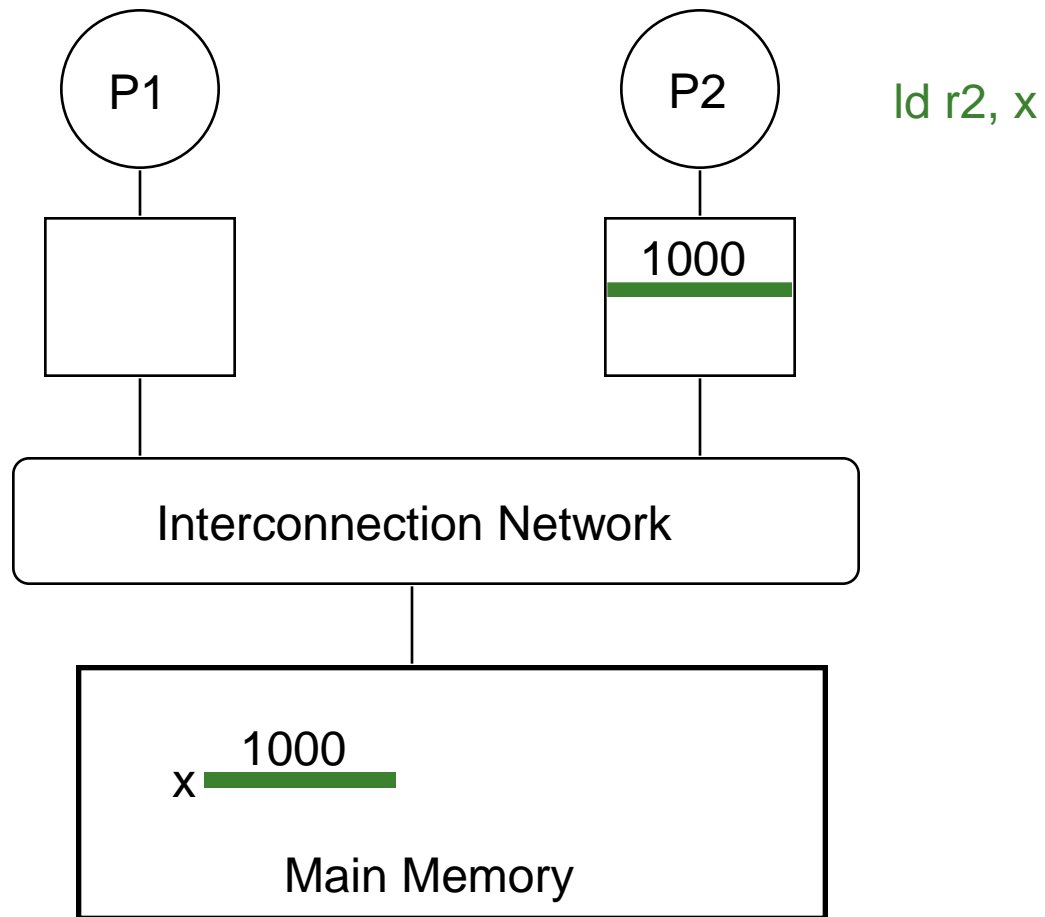 P1
P2
ld r2, x
1000
Interconnection Network
1000
x
Main Memory